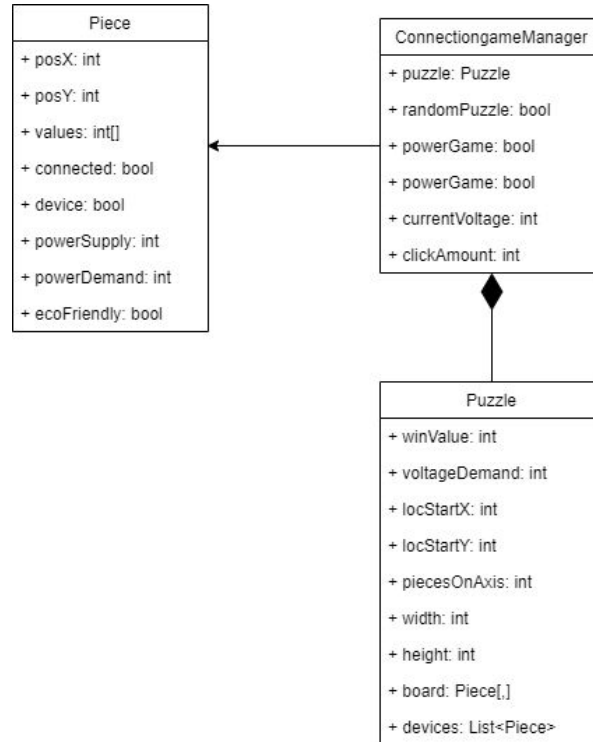 Piece
+ posX: int
+ posY: int
+ values: int[]
+ connected: bool
+ device: bool
+ powerSupply: int
+ powerDemand: int
+ ecoFriendly: bool
ConnectiongameManager
+ puzzle: Puzzle
+ randomPuzzle: bool
+ powerGame: bool
+ powerGame: bool
+ currentVoltage: int
+ clickAmount: int
Puzzle
+ winValue: int
+ voltageDemand: int
+ locStartX: int
+ locStartY: int
+ piecesOnAxis: int
+ width: int
+ height: int
+ board: Piece[,]
+ devices: List<Piece>